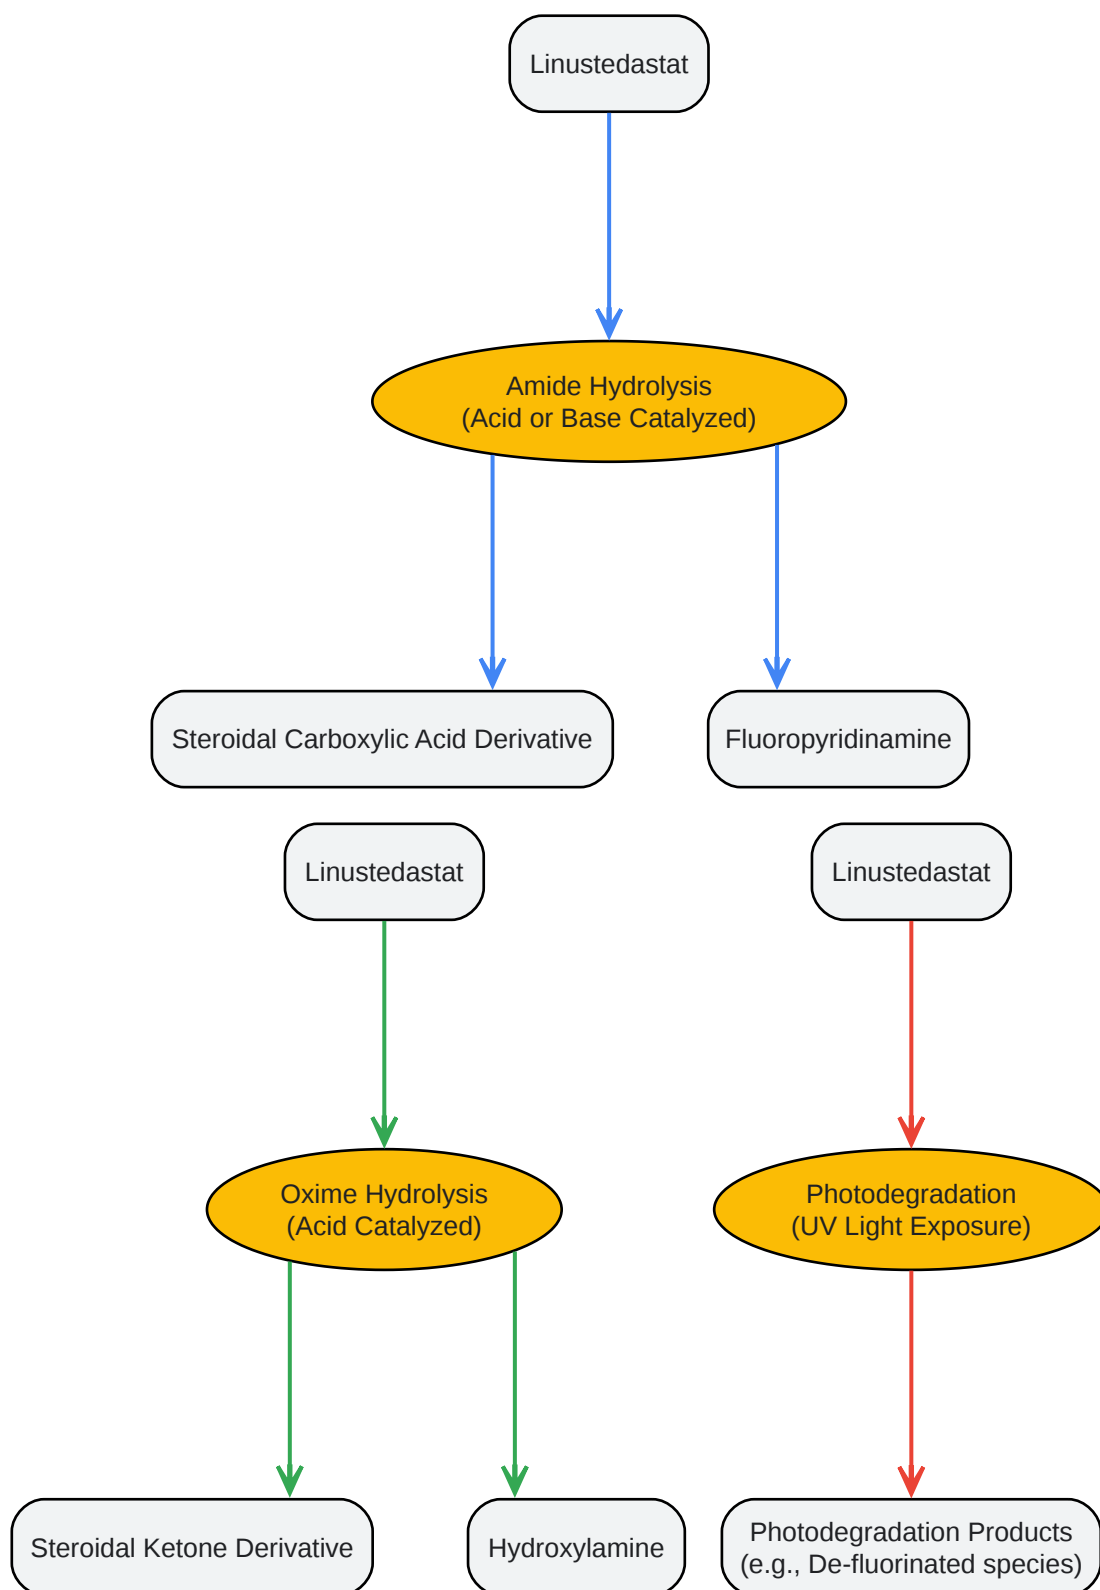 Linustedastat
Amide Hydrolysis
(Acid or Base Catalyzed)
Steroidal Carboxylic Acid Derivative
Fluoropyridinamine
Linustedastat
Linustedastat
Oxime Hydrolysis
(Acid Catalyzed)
Photodegradation
(UV Light Exposure)
Steroidal Ketone Derivative
Hydroxylamine
Photodegradation Products
(e.g., De-fluorinated species)